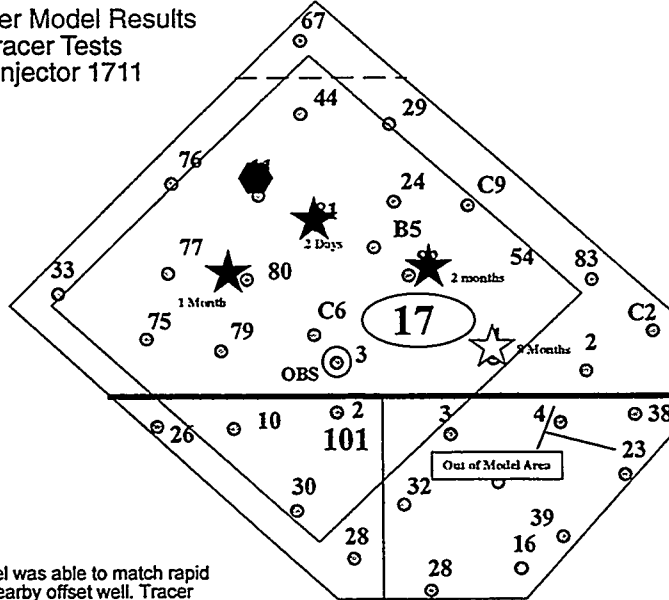 er Model Results
racer Tests
njector 1711
67
44
29
76
24
C9
B5
2 Days
77
80
54
83
2 months
33
1 Month
C6
17
C2
75
79
3
Months
2
OBS
2
3
4
38
26
10
101
23
Out of Model Area
30
32
39
28
16
28
el was able to match rapid
earby offset well. Tracer